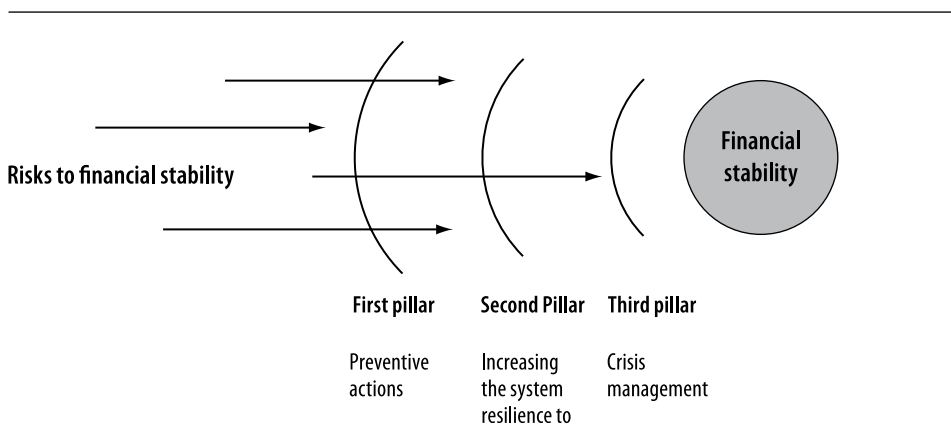 Financial
stability
Risks to financial stability
First pillar
Second Pillar
Third pillar
Preventive
actions
Increasing
the system
resilience to
Crisis
management